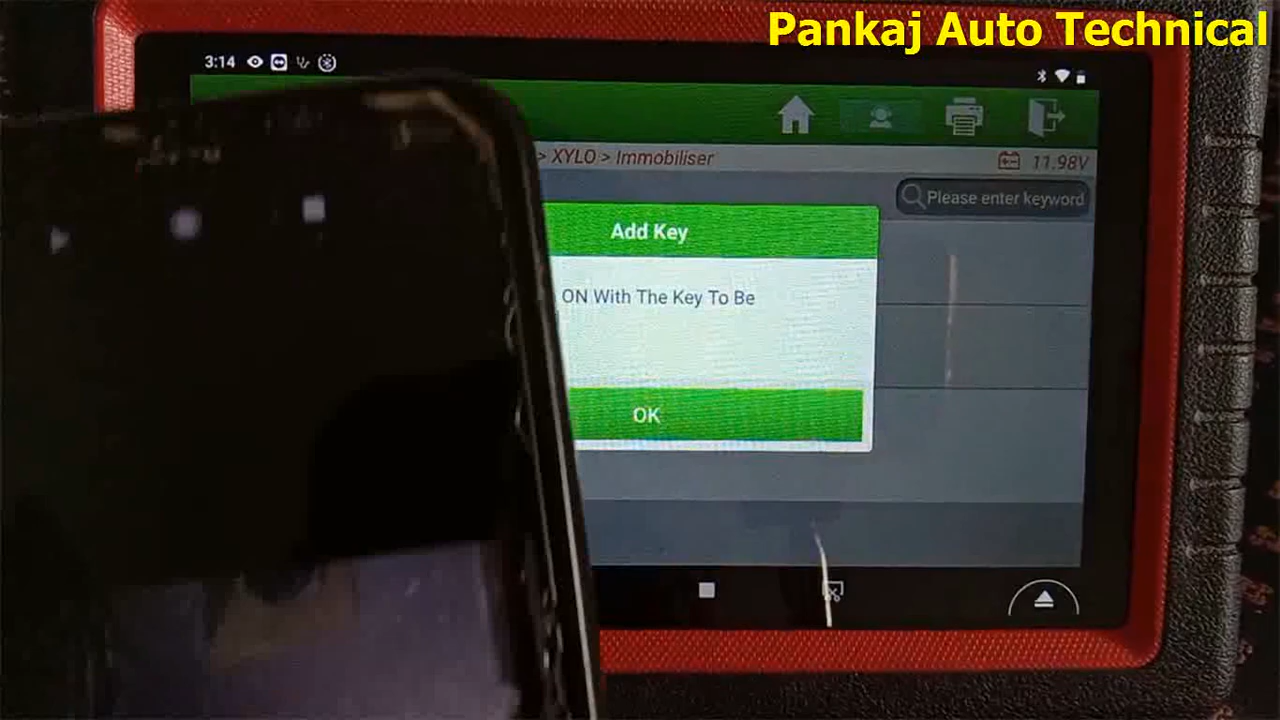 Pankaj Auto Technical
3:14
> XYLO > Immobiliser
11.98V
Please enter keyword
Add Key
ON With The Key To Be
OK